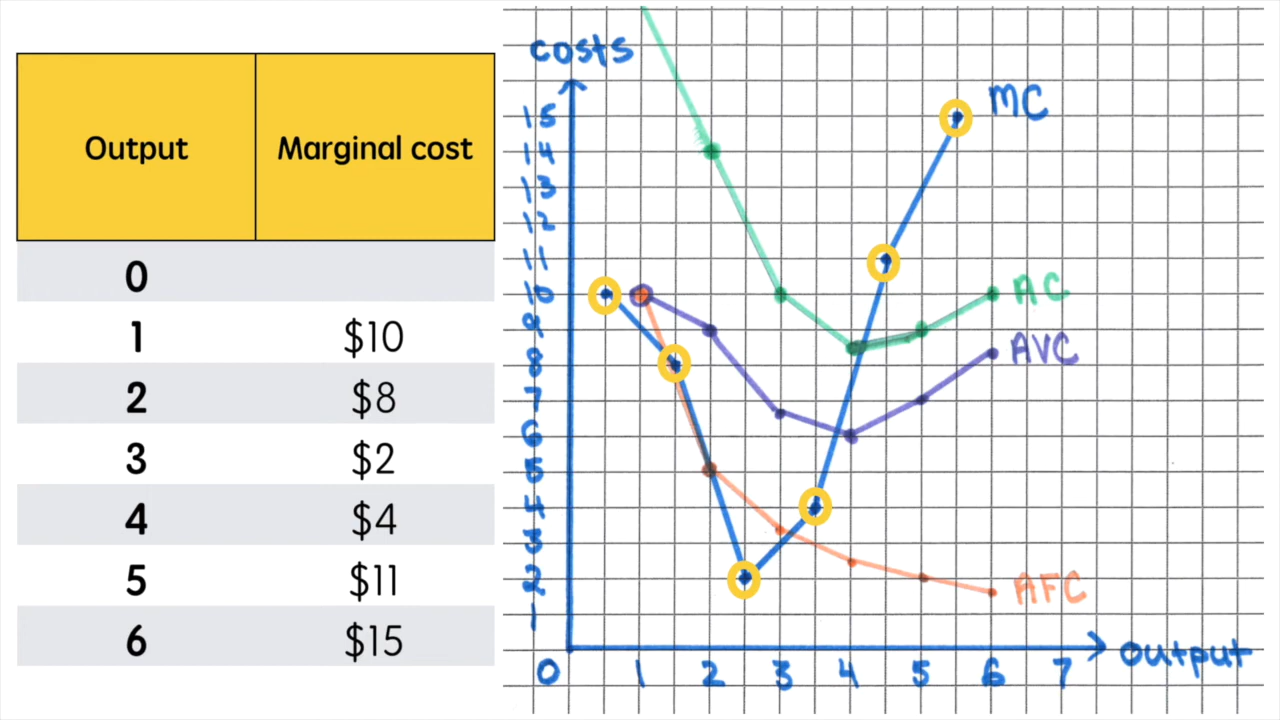 Output Marginal cost
0
1 $10
2 $8
3 $2
4 $4
5 $11
6 $15
costs
15
14
13
12
11
10
9
8
7
6
5
4
3
2
1
MC
AC
AVC
AFC
0 1 2 3 4 5 6 7
output